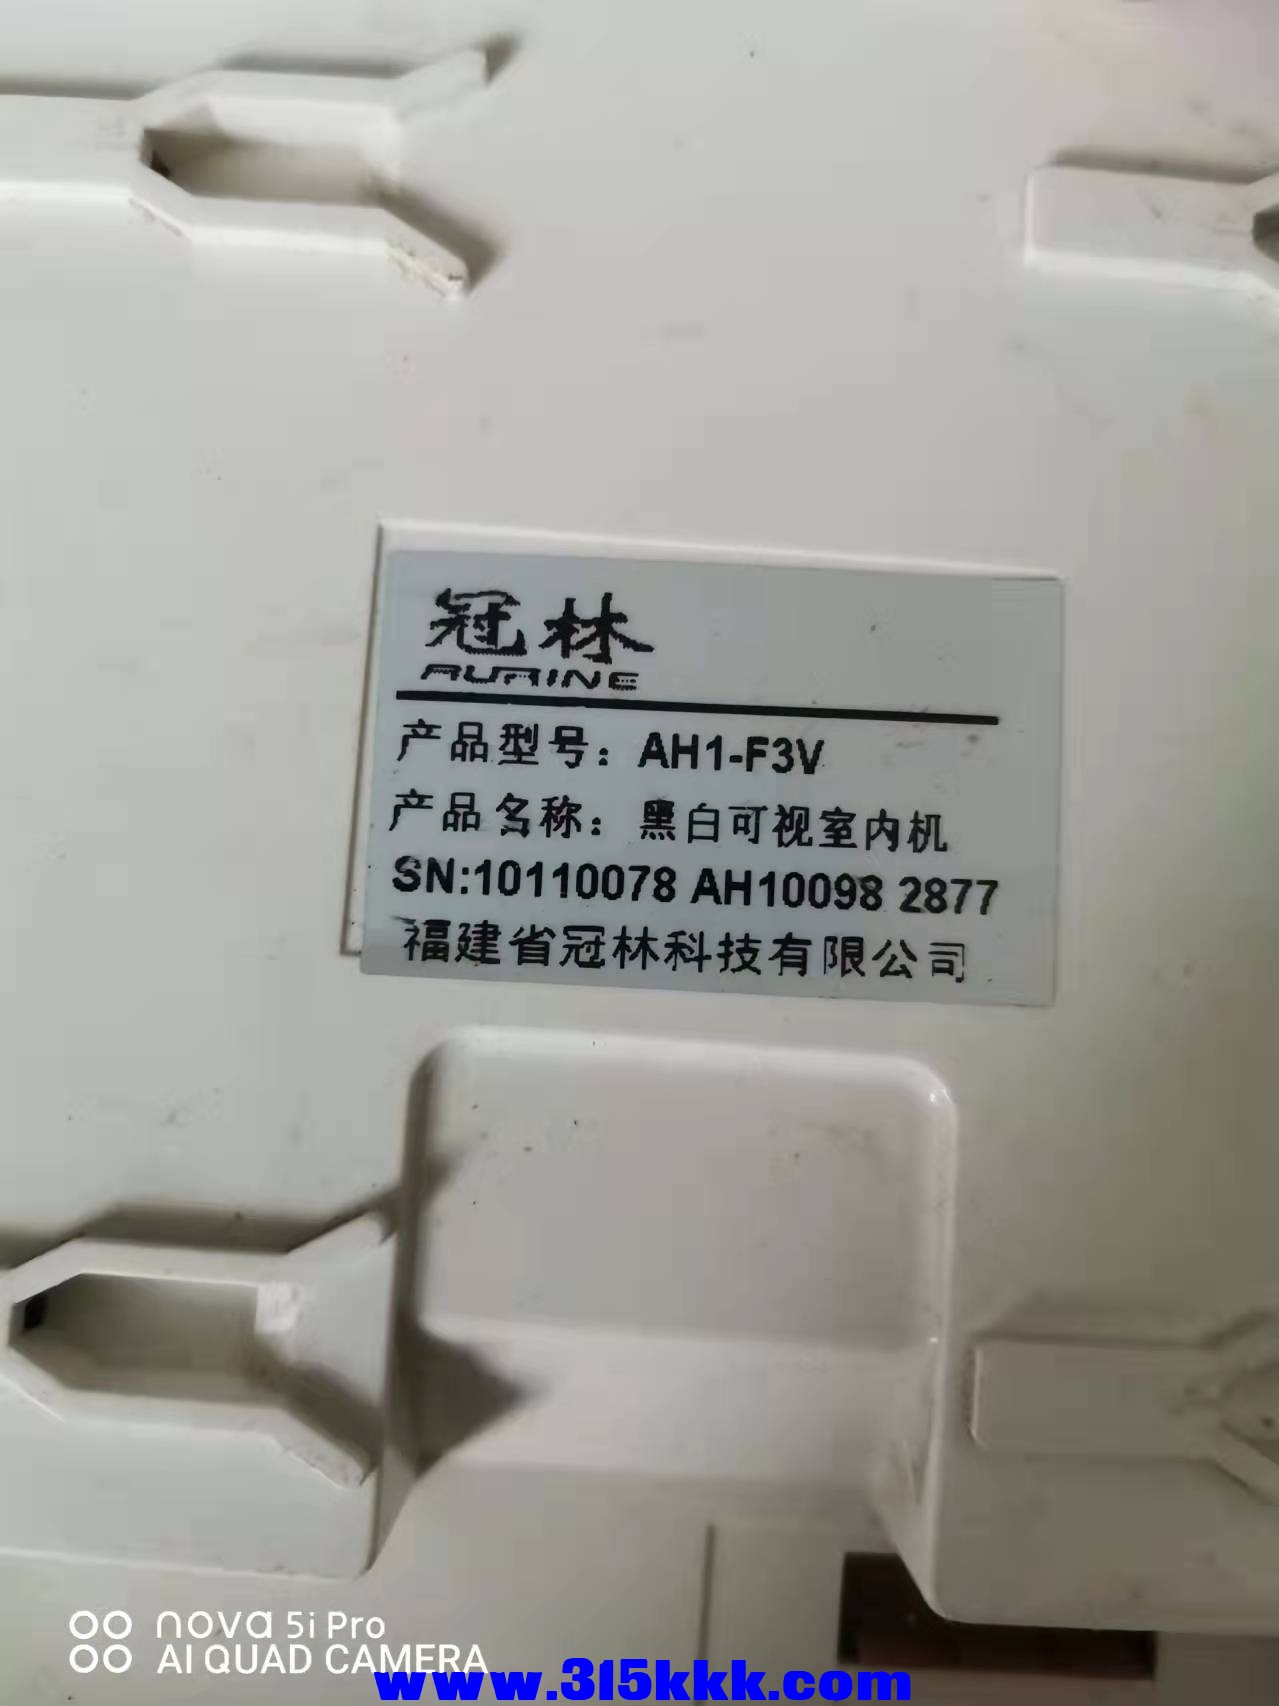 冠林
AURINE
产品型号：AH1-F3V
产品名称：黑白可视室内机
SN:10110078 AH10098 2877
福建省冠林科技有限公司
nova 5i Pro
AI QUAD CAMERA
www.315kkk.com